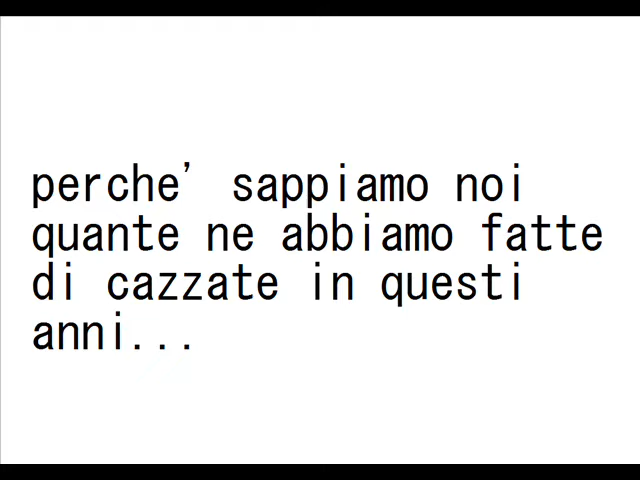 perche' sappiamo noi
quante ne abbiamo fatte
di cazzate in questi
anni...